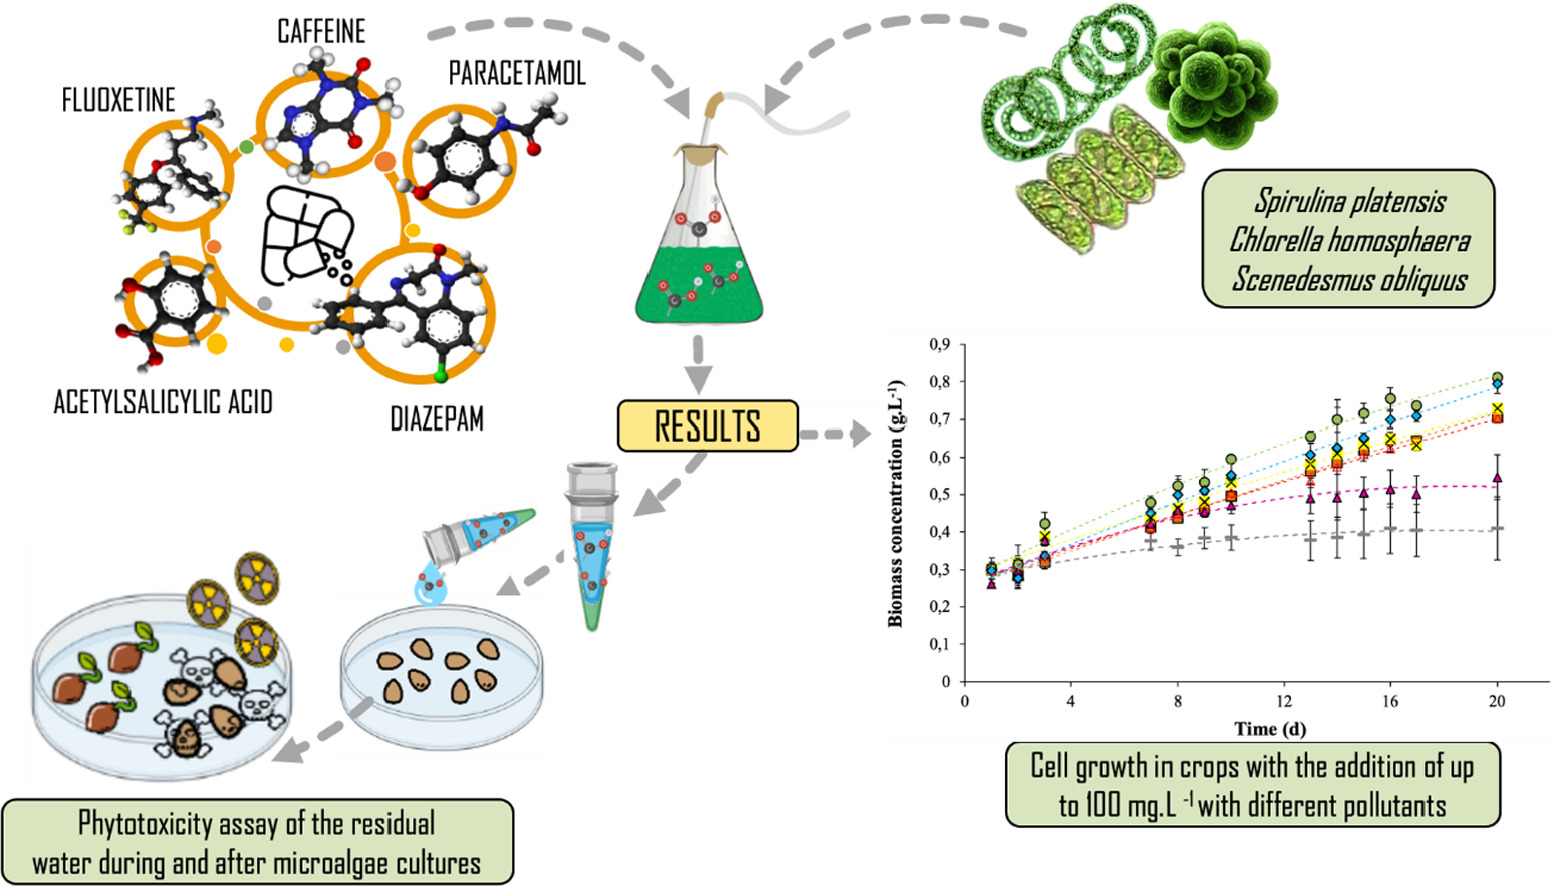 CAFFEINE
PARACETAMOL
FLUOXETINE
ACETYLSALICYLIC ACID
DIAZEPAM
Spirulina platensis
Chlorella homosphaera
Scenedesmus obliquus
RESULTS
Biomass concentration (g.L-1)
0,9
0,8
0,7
0,6
0,5
0,4
0,3
0,2
0,1
0
0 4 8 12 16 20
Time (d)
Cell growth in crops with the addition of up
to 100 mg.L -1 with different pollutants
Phytotoxicity assay of the residual
water during and after microalgae cultures